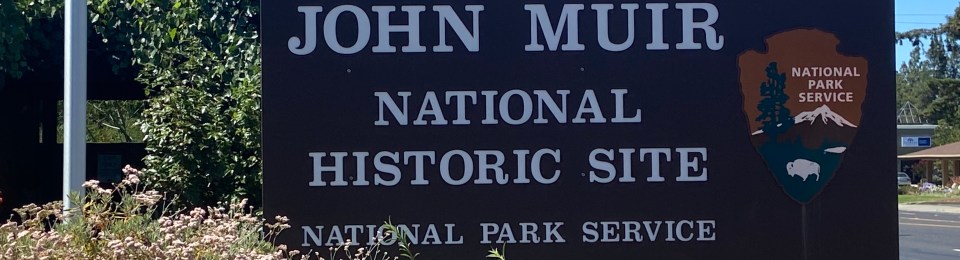 JOHN MUIR
NATIONAL
HISTORIC SITE
NATIONAL PARK SERVICE
NATIONAL
PARK
SERVICE